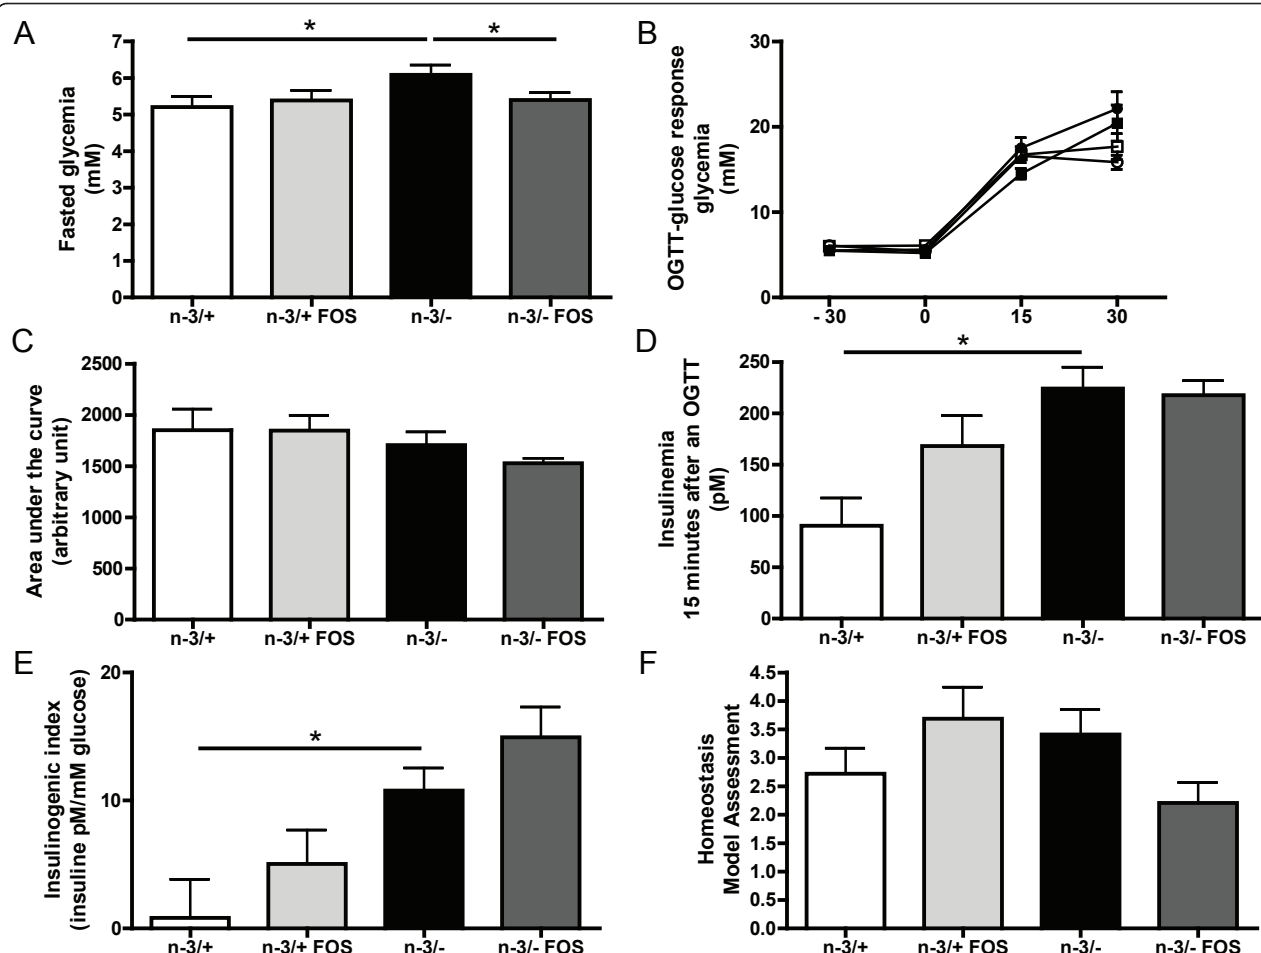 A
*
*
7
6
5
4
3
2
1
0
Fasted glycemia
(mM)
n-3/+
n-3/+ FOS
n-3/-
n-3/- FOS
B
30
20
10
0
OGTT-glucose response
glycemia
(mM)
- 30
0
15
30
C
2500
2000
1500
1000
500
0
Area under the curve
(arbitrary unit)
n-3/+
n-3/+ FOS
n-3/-
n-3/- FOS
D
*
250
200
150
100
50
0
Insulinemia
15 minutes after an OGTT
(pM)
n-3/+
n-3/+ FOS
n-3/-
n-3/- FOS
E
*
20
10
0
Insulinogenic index
(insuline pM/mM glucose)
n-3/+
n-3/+ FOS
n-3/-
n-3/- FOS
F
4.5
4.0
3.5
3.0
2.5
2.0
1.5
1.0
0.5
0.0
Homeostasis
Model Assessment
n-3/+
n-3/+ FOS
n-3/-
n-3/- FOS